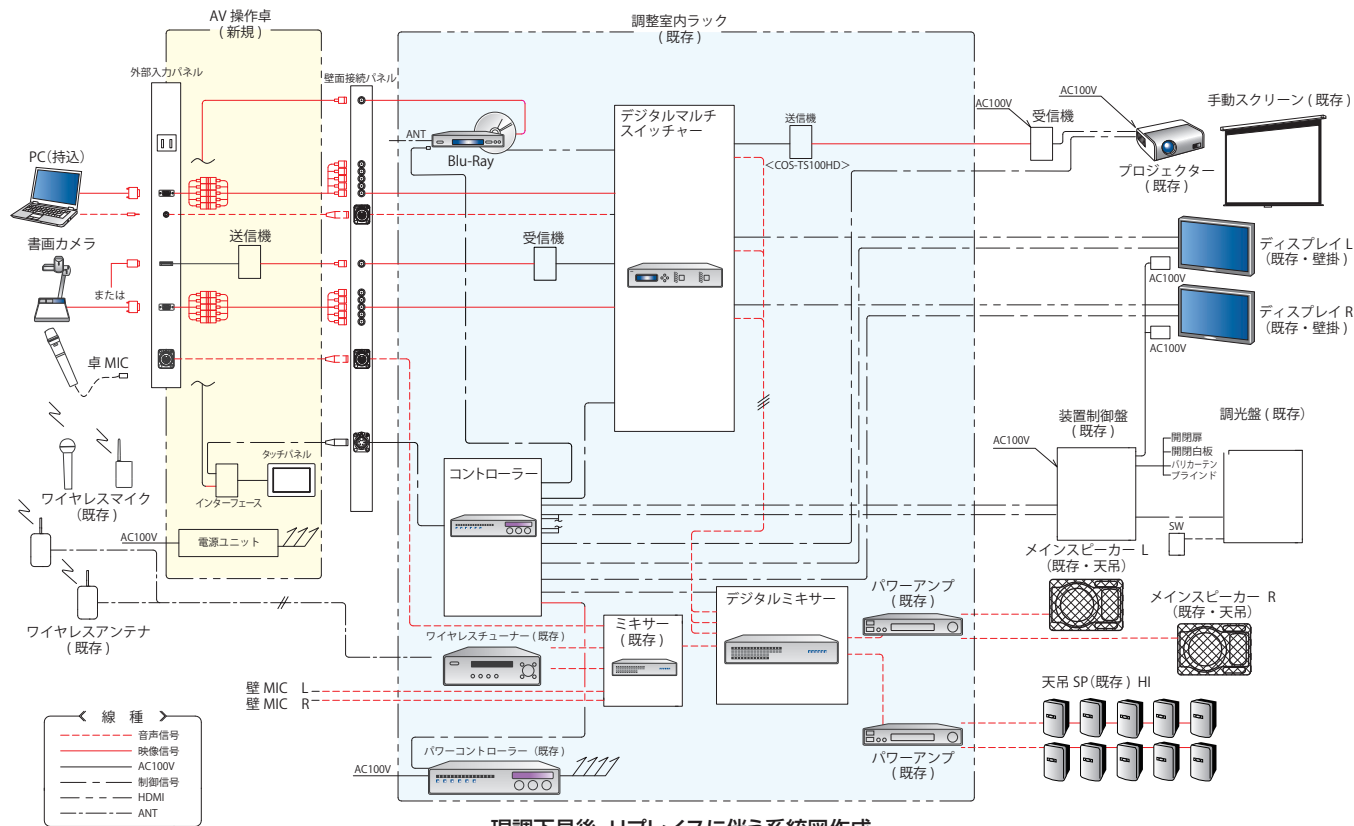 AV 操作卓
( 新規 )
調整室内ラック
( 既存 )
外部入力パネル
壁面接続パネル
デジタルマルチ
スイッチャー
送信機
<COS-TS100HD>
AC100V
受信機
AC100V
プロジェクター
( 既存 )
手動スクリーン ( 既存 )
ANT
Blu-Ray
PC(持込)
書画カメラ
または
送信機
受信機
ディスプレイ L
(既存・壁掛 )
AC100V
ディスプレイ R
(既存・壁掛 )
AC100V
卓 MIC
ワイヤレスマイク
(既存 )
タッチパネル
インターフェース
AC100V
電源ユニット
コントローラー
装置制御盤
( 既存 )
AC100V
開閉扉
開閉白板
バリカーテン
ブラインド
調光盤 ( 既存)
SW
ワイヤレスアンテナ
( 既存 )
ワイヤレスチューナー ( 既存 )
ミキサー
( 既存 )
デジタルミキサー
パワーアンプ
( 既存 )
メインスピーカー L
(既存・天吊)
メインスピーカー R
(既存・天吊)
壁 MIC L
壁 MIC R
天吊 SP(既存 ) HI
パワーアンプ
( 既存 )
パワーコントローラー (既存 )
AC100V
線 種
音声信号
映像信号
AC100V
制御信号
HDMI
ANT